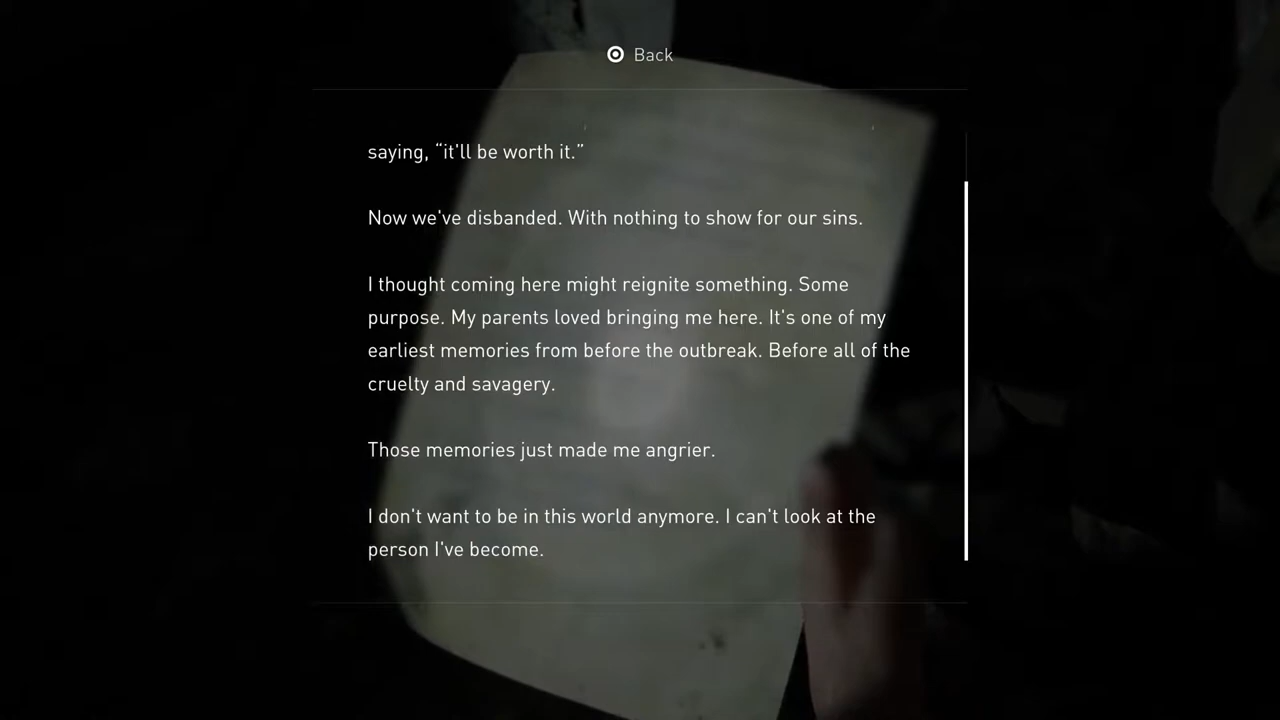 Back
saying, “it'll be worth it.”
Now we've disbanded. With nothing to show for our sins.
I thought coming here might reignite something. Some
purpose. My parents loved bringing me here. It's one of my
earliest memories from before the outbreak. Before all of the
cruelty and savagery.
Those memories just made me angrier.
I don't want to be in this world anymore. I can't look at the
person I've become.